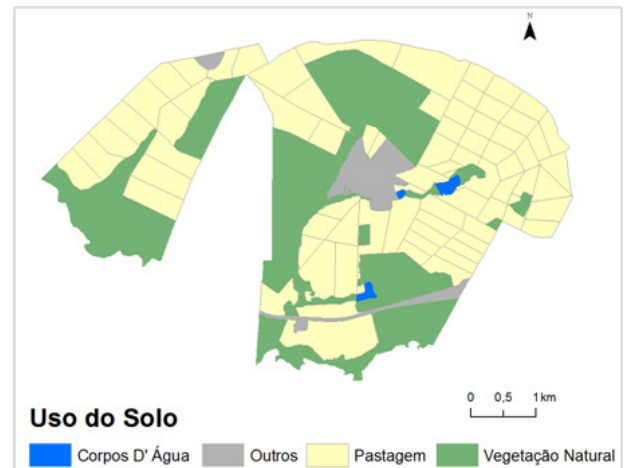 N
0 0,5 1 km
Uso do Solo
Corpos D' Água Outros Pastagem Vegetação Natural